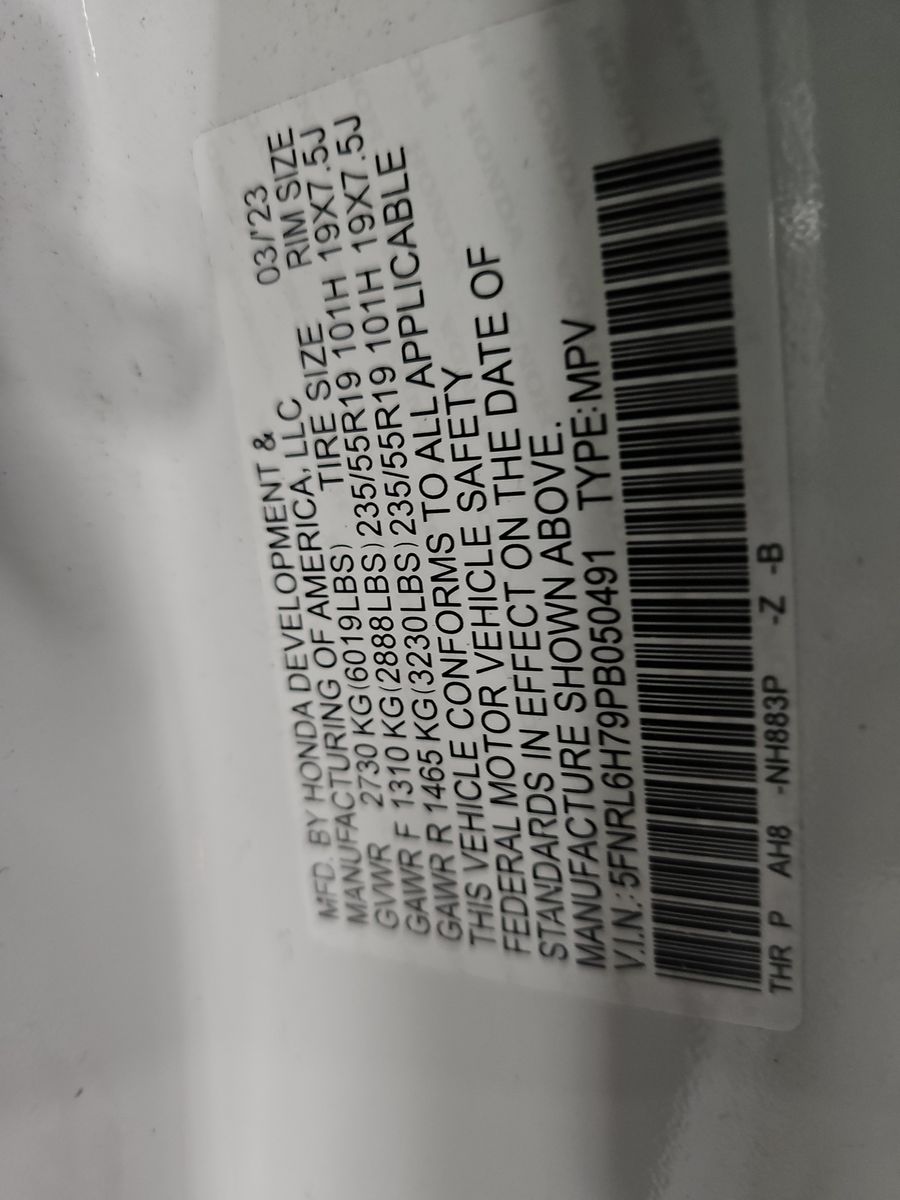 MFD. BY HONDA DEVELOPMENT & 03/'23
MANUFACTURING OF AMERICA, LLC RIM SIZE
TIRE SIZE
GVWR 2730 KG(6019LBS) 235/55R19 101H 19X7.5J
GAWR F 1310 KG(2888LBS) 235/55R19 101H 19X7.5J
GAWR R 1465 KG(3230LBS)
THIS VEHICLE CONFORMS TO ALL APPLICABLE
FEDERAL MOTOR VEHICLE SAFETY
STANDARDS IN EFFECT ON THE DATE OF
MANUFACTURE SHOWN ABOVE.
V.I.N.: 5FNRL6H79PB050491 TYPE:MPV
THR P AH8 -NH883P -Z -B